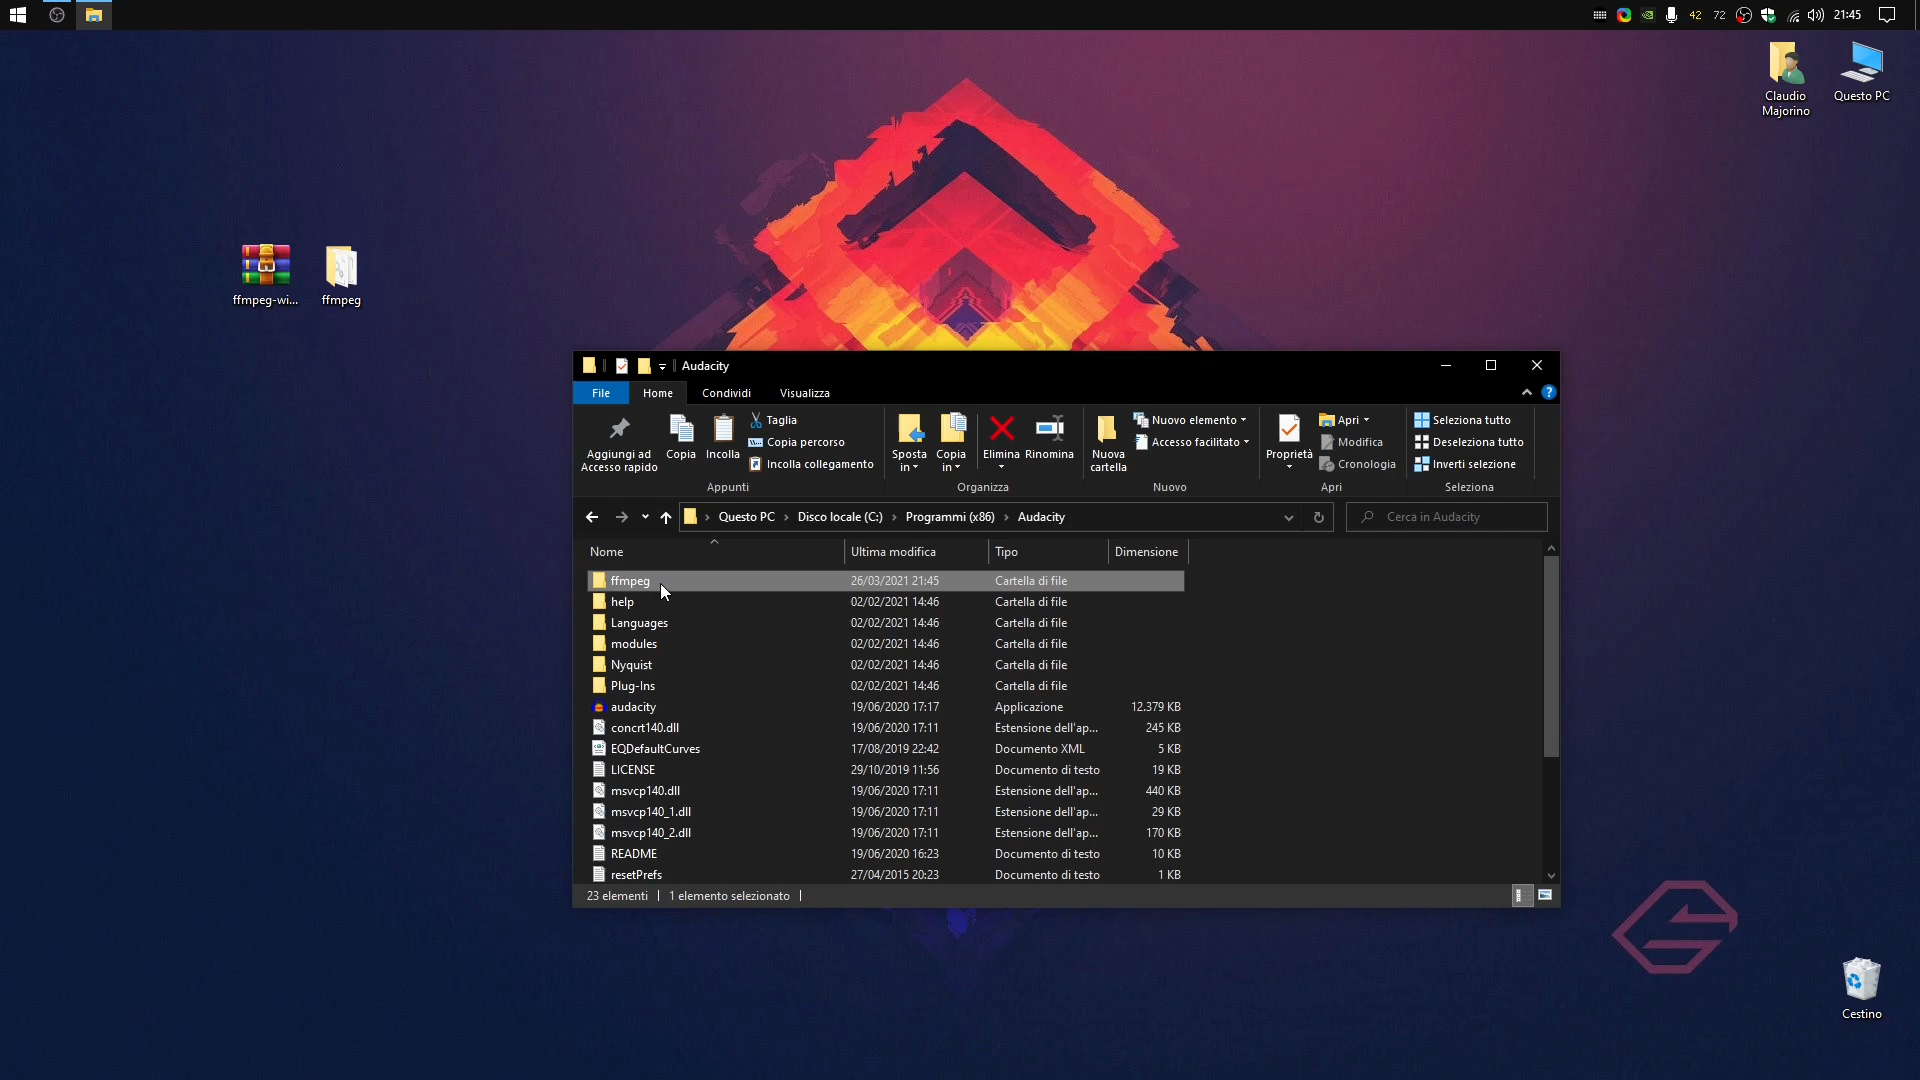 42 72 21:45
Claudio
Majorino
Questo PC
ffmpeg-wi...
ffmpeg
Audacity
File Home Condividi Visualizza
Aggiungi ad
Accesso rapido
Copia
Incolla
Taglia
Copia percorso
Incolla collegamento
Appunti
Sposta
in
Copia
in
Elimina
Rinomina
Organizza
Nuova
cartella
Nuovo elemento
Accesso facilitato
Nuovo
Proprietà
Apri
Modifica
Cronologia
Apri
Seleziona tutto
Deseleziona tutto
Inverti selezione
Seleziona
Questo PC › Disco locale (C:) › Programmi (x86) › Audacity
Cerca in Audacity
Nome Ultima modifica Tipo Dimensione
ffmpeg 26/03/2021 21:45 Cartella di file
help 02/02/2021 14:46 Cartella di file
Languages 02/02/2021 14:46 Cartella di file
modules 02/02/2021 14:46 Cartella di file
Nyquist 02/02/2021 14:46 Cartella di file
Plug-Ins 02/02/2021 14:46 Cartella di file
audacity 19/06/2020 17:17 Applicazione 12.379 KB
concrt140.dll 19/06/2020 17:11 Estensione dell'ap... 245 KB
EQDefaultCurves 17/08/2019 22:42 Documento XML 5 KB
LICENSE 29/10/2019 11:56 Documento di testo 19 KB
msvcp140.dll 19/06/2020 17:11 Estensione dell'ap... 440 KB
msvcp140_1.dll 19/06/2020 17:11 Estensione dell'ap... 29 KB
msvcp140_2.dll 19/06/2020 17:11 Estensione dell'ap... 170 KB
README 19/06/2020 16:23 Documento di testo 10 KB
resetPrefs 27/04/2015 20:23 Documento di testo 1 KB
23 elementi 1 elemento selezionato
Cestino